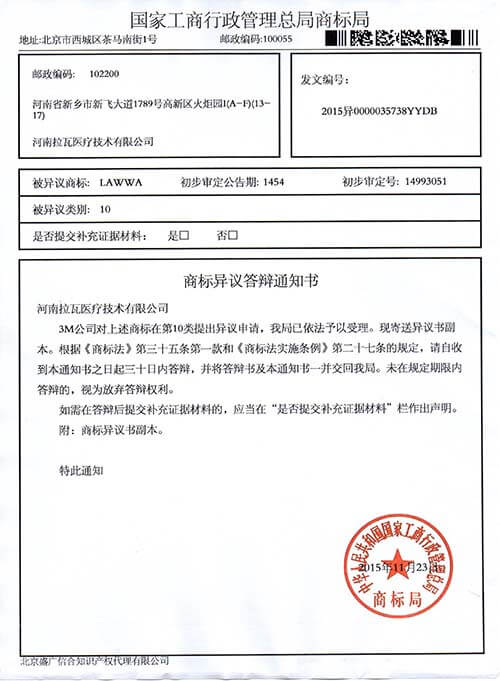 国家工商行政管理总局商标局
地址:北京市西城区茶马南街1号
邮政编码:100055
邮政编码: 102200
河南省新乡市新飞大道1789号高新区火炬园I(A-F)(13-
17)
河南拉瓦医疗技术有限公司
发文编号:
2015异0000035738YYDB
被异议商标: LAWWA 初步审定公告期: 1454 初步审定号: 14993051
被异议类别: 10
是否提交补充证据材料: 是□ 否□
商标异议答辩通知书
河南拉瓦医疗技术有限公司
3M公司对上述商标在第10类提出异议申请，我局已依法予以受理。现寄送异议书副
本。根据《商标法》第三十五条第一款和《商标法实施条例》第二十七条的规定，请自收
到本通知书之日起三十日内答辩，并将答辩书及本通知书一并交回我局。未在规定期限内
答辩的，视为放弃答辩权利。
如需在答辩后提交补充证据材料的，应当在“是否提交补充证据材料”栏作出声明。
附: 商标异议书副本。
特此通知
中华人民共和国国家工商行政管理总局
2015年11月23日
商标局
北京盛广信合知识产权代理有限公司